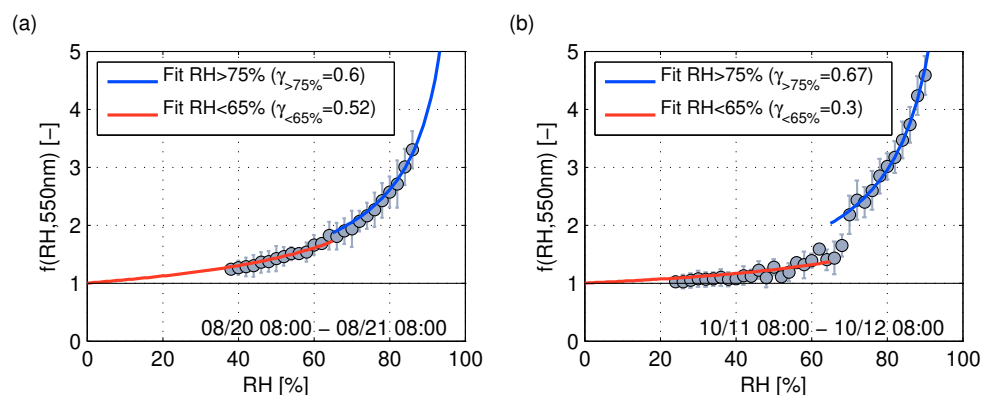 (a)
5
4
3
2
1
0
0
20
40
60
80
100
f(RH,550nm) [−]
RH [%]
Fit RH>75% (γ>75%=0.6)
Fit RH<65% (γ<65%=0.52)
08/20 08:00 − 08/21 08:00
(b)
5
4
3
2
1
0
0
20
40
60
80
100
f(RH,550nm) [−]
RH [%]
Fit RH>75% (γ>75%=0.67)
Fit RH<65% (γ<65%=0.3)
10/11 08:00 − 10/12 08:00